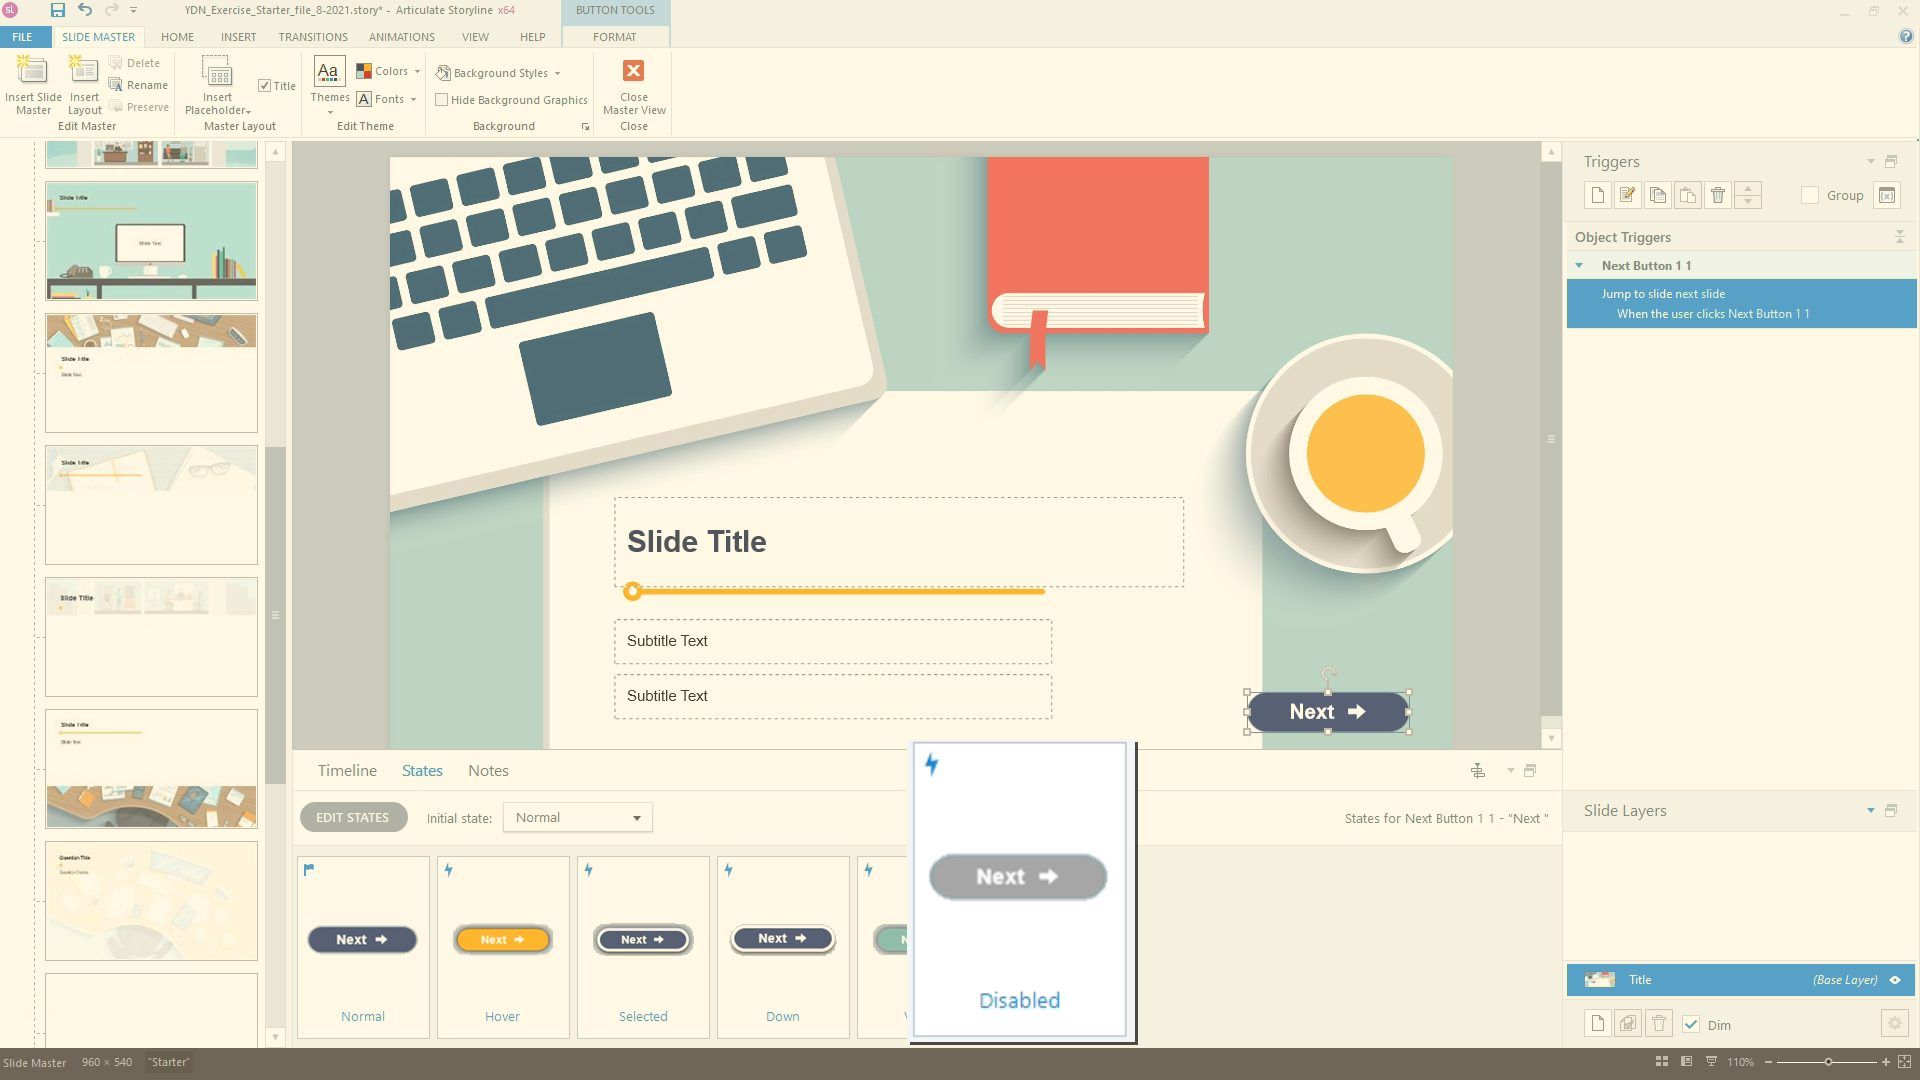 YDN_Exercise_Starter_file_8-2021.story* - Articulate Storyline x64
BUTTON TOOLS
FILE
SLIDE MASTER
HOME
INSERT
TRANSITIONS
ANIMATIONS
VIEW
HELP
FORMAT
Insert Slide Master
Insert Layout
Delete
Rename
Preserve
Edit Master
Insert Placeholder
Title
Master Layout
Aa
Themes
Colors
Fonts
Edit Theme
Background Styles
Hide Background Graphics
Background
Close Master View
Close
Slide Title
Slide Text
Slide Title
Slide Text
Slide Title
Slide Title
Slide Title
Slide Text
Question Title
Slide Title
Subtitle Text
Subtitle Text
Next
Triggers
Group
Object Triggers
Next Button 1 1
Jump to slide next slide
When the user clicks Next Button 1 1
Timeline
States
Notes
EDIT STATES
Initial state:
Normal
States for Next Button 1 1 - "Next "
Next
Normal
Next
Hover
Next
Selected
Next
Down
Next
Disabled
Slide Layers
Title
(Base Layer)
Dim
Slide Master
960 × 540
"Starter"
110%